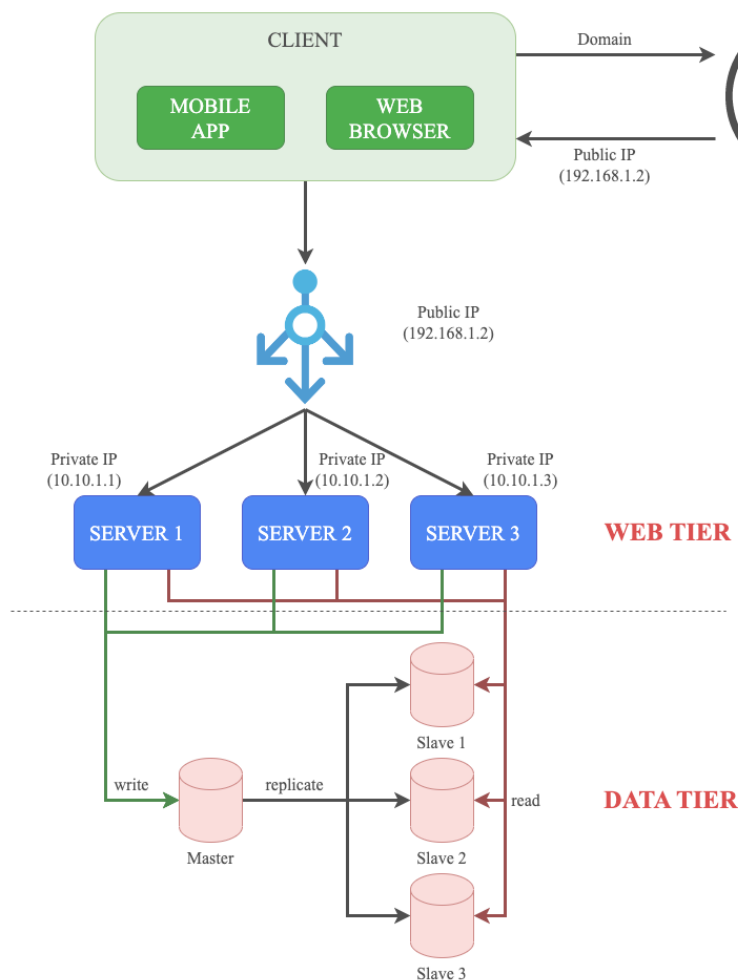 CLIENT
Domain
MOBILE
APP
WEB
BROWSER
Public IP
(192.168.1.2)
Public IP
(192.168.1.2)
Private IP
(10.10.1.1)
Private IP
(10.10.1.2)
Private IP
(10.10.1.3)
SERVER 1
SERVER 2
SERVER 3
WEB TIER
Slave 1
write
replicate
read
DATA TIER
Master
Slave 2
Slave 3